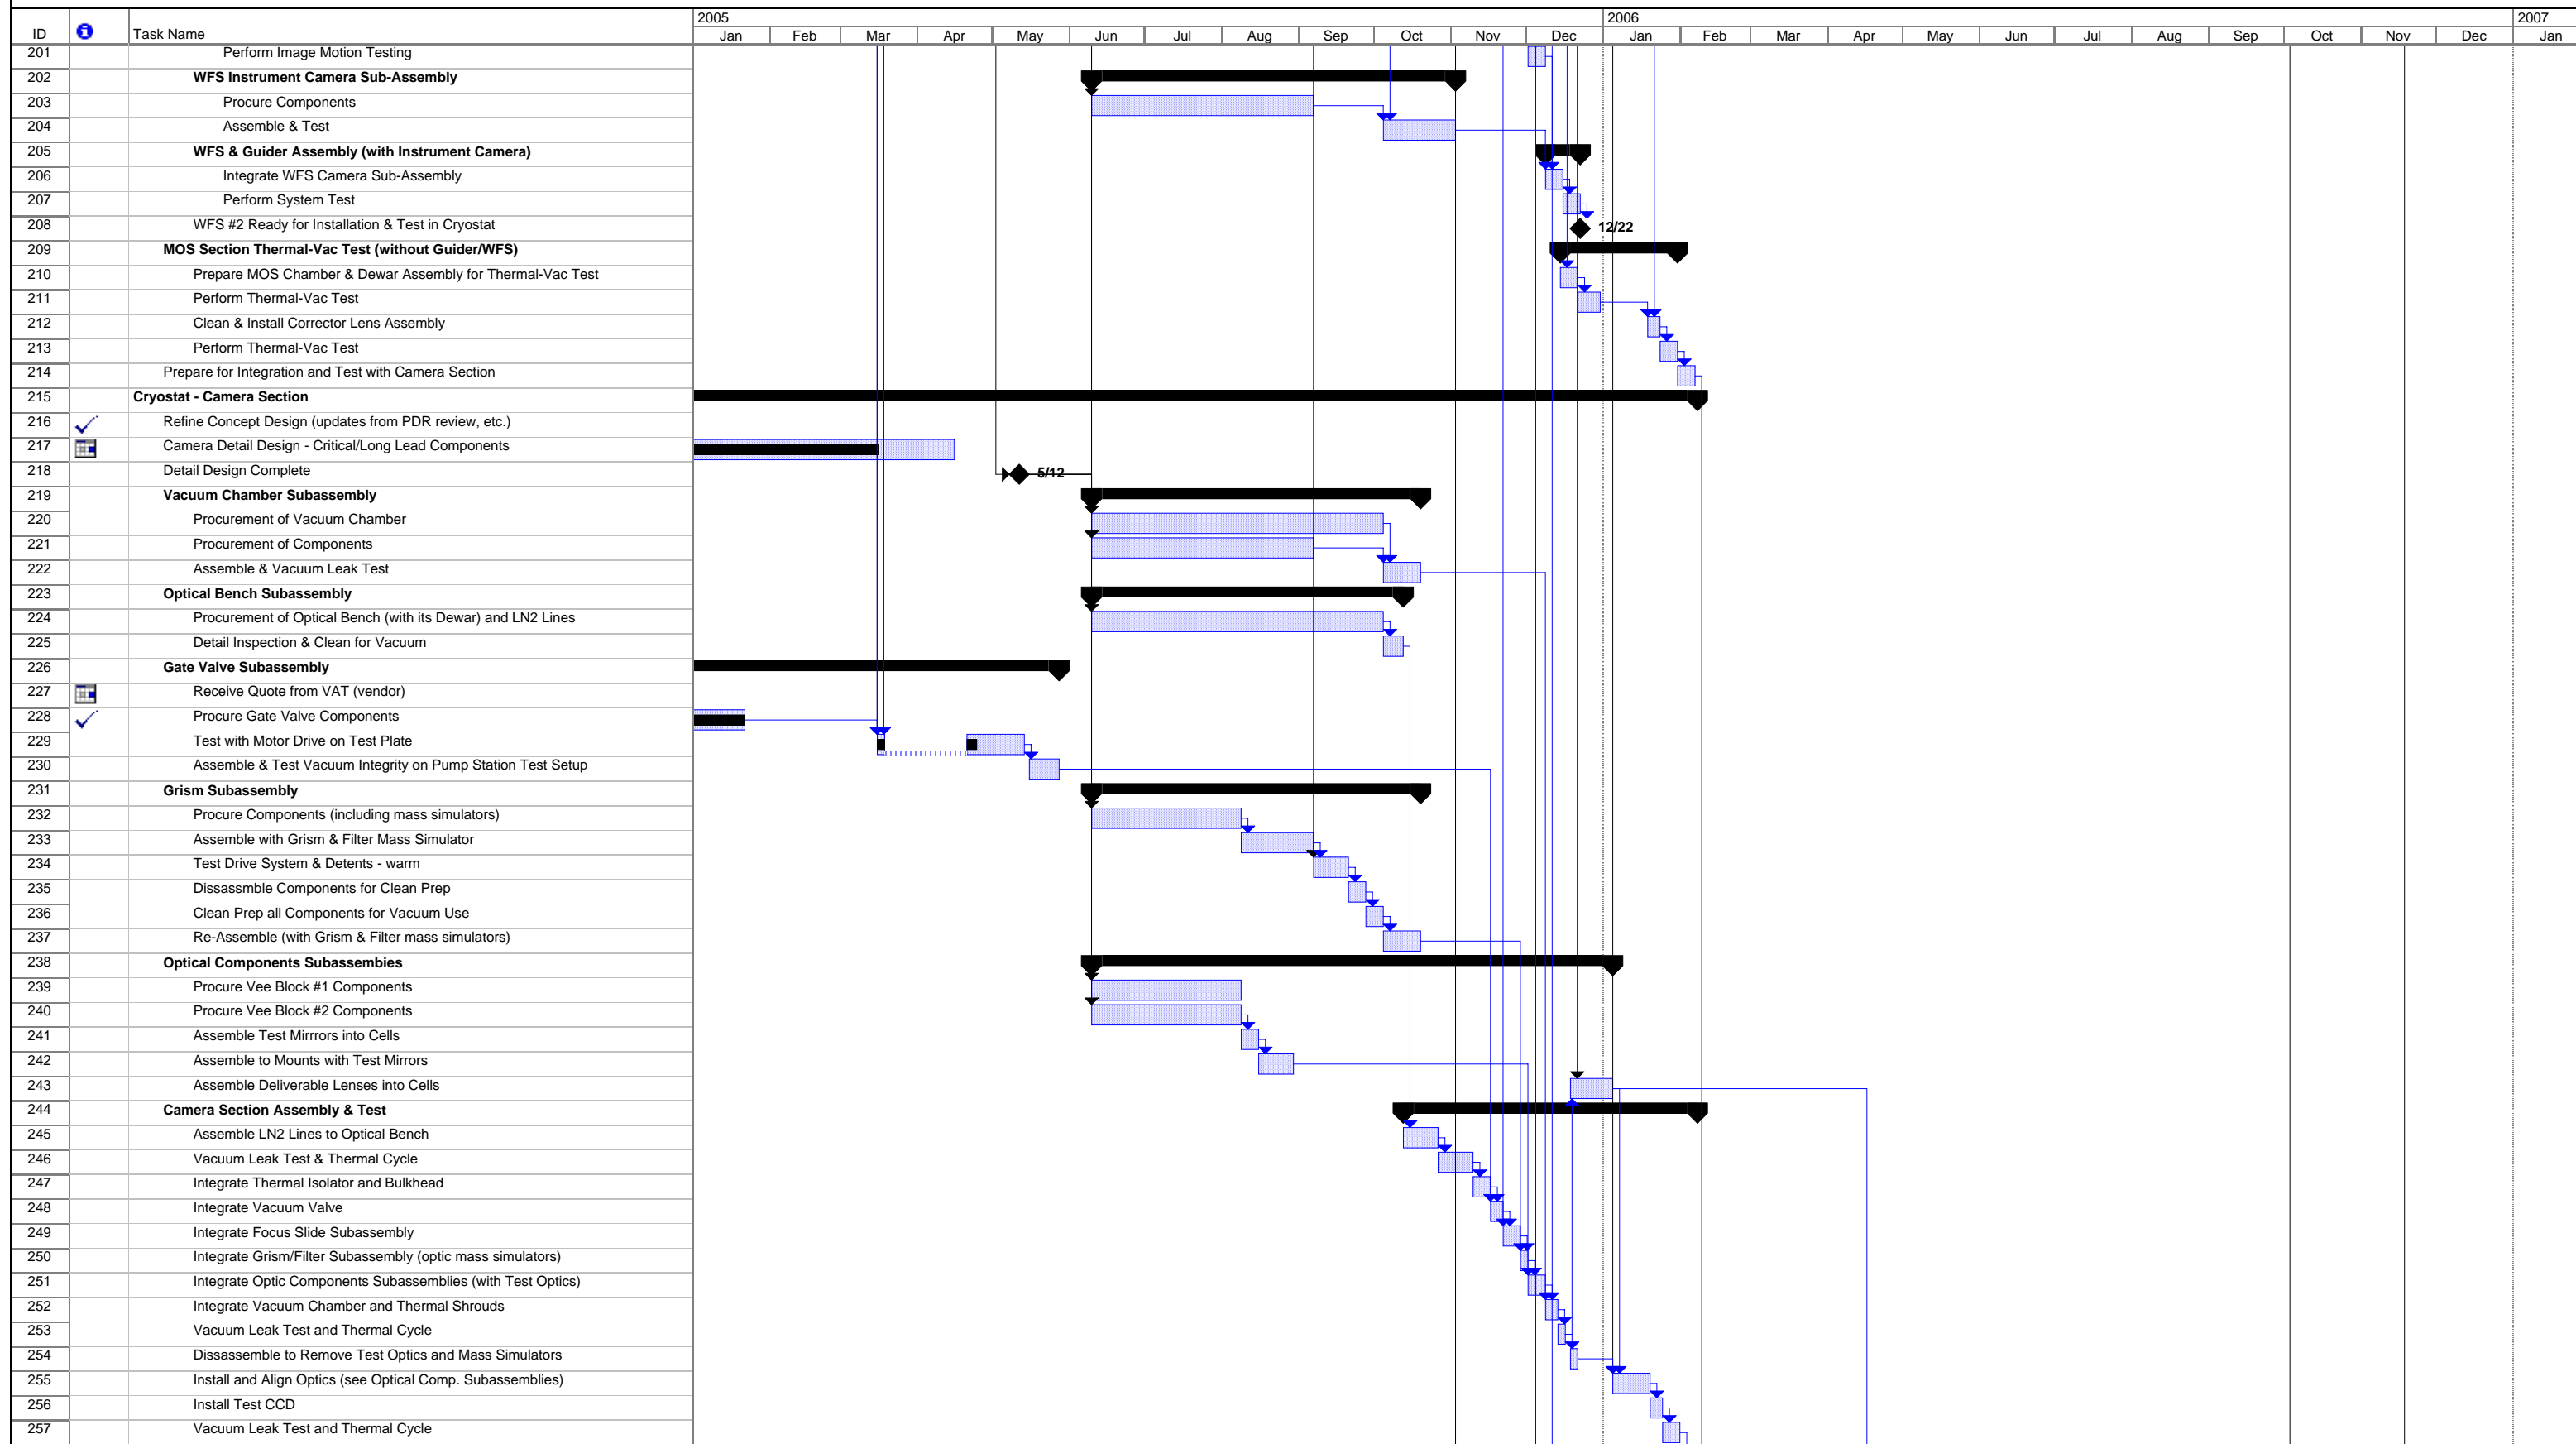 2005 2006 2007
ID Task Name Jan Feb Mar Apr May Jun Jul Aug Sep Oct Nov Dec Jan Feb Mar Apr May Jun Jul Aug Sep Oct Nov Dec Jan
201 Perform Image Motion Testing
202 WFS Instrument Camera Sub-Assembly
203 Procure Components
204 Assemble & Test
205 WFS & Guider Assembly (with Instrument Camera)
206 Integrate WFS Camera Sub-Assembly
207 Perform System Test
208 WFS #2 Ready for Installation & Test in Cryostat 12/22
209 MOS Section Thermal-Vac Test (without Guider/WFS)
210 Prepare MOS Chamber & Dewar Assembly for Thermal-Vac Test
211 Perform Thermal-Vac Test
212 Clean & Install Corrector Lens Assembly
213 Perform Thermal-Vac Test
214 Prepare for Integration and Test with Camera Section
215 Cryostat - Camera Section
216 Refine Concept Design (updates from PDR review, etc.)
217 Camera Detail Design - Critical/Long Lead Components
218 Detail Design Complete 5/12
219 Vacuum Chamber Subassembly
220 Procurement of Vacuum Chamber
221 Procurement of Components
222 Assemble & Vacuum Leak Test
223 Optical Bench Subassembly
224 Procurement of Optical Bench (with its Dewar) and LN2 Lines
225 Detail Inspection & Clean for Vacuum
226 Gate Valve Subassembly
227 Receive Quote from VAT (vendor)
228 Procure Gate Valve Components
229 Test with Motor Drive on Test Plate
230 Assemble & Test Vacuum Integrity on Pump Station Test Setup
231 Grism Subassembly
232 Procure Components (including mass simulators)
233 Assemble with Grism & Filter Mass Simulator
234 Test Drive System & Detents - warm
235 Dissassmble Components for Clean Prep
236 Clean Prep all Components for Vacuum Use
237 Re-Assemble (with Grism & Filter mass simulators)
238 Optical Components Subassembies
239 Procure Vee Block #1 Components
240 Procure Vee Block #2 Components
241 Assemble Test Mirrrors into Cells
242 Assemble to Mounts with Test Mirrors
243 Assemble Deliverable Lenses into Cells
244 Camera Section Assembly & Test
245 Assemble LN2 Lines to Optical Bench
246 Vacuum Leak Test & Thermal Cycle
247 Integrate Thermal Isolator and Bulkhead
248 Integrate Vacuum Valve
249 Integrate Focus Slide Subassembly
250 Integrate Grism/Filter Subassembly (optic mass simulators)
251 Integrate Optic Components Subassemblies (with Test Optics)
252 Integrate Vacuum Chamber and Thermal Shrouds
253 Vacuum Leak Test and Thermal Cycle
254 Dissassemble to Remove Test Optics and Mass Simulators
255 Install and Align Optics (see Optical Comp. Subassemblies)
256 Install Test CCD
257 Vacuum Leak Test and Thermal Cycle